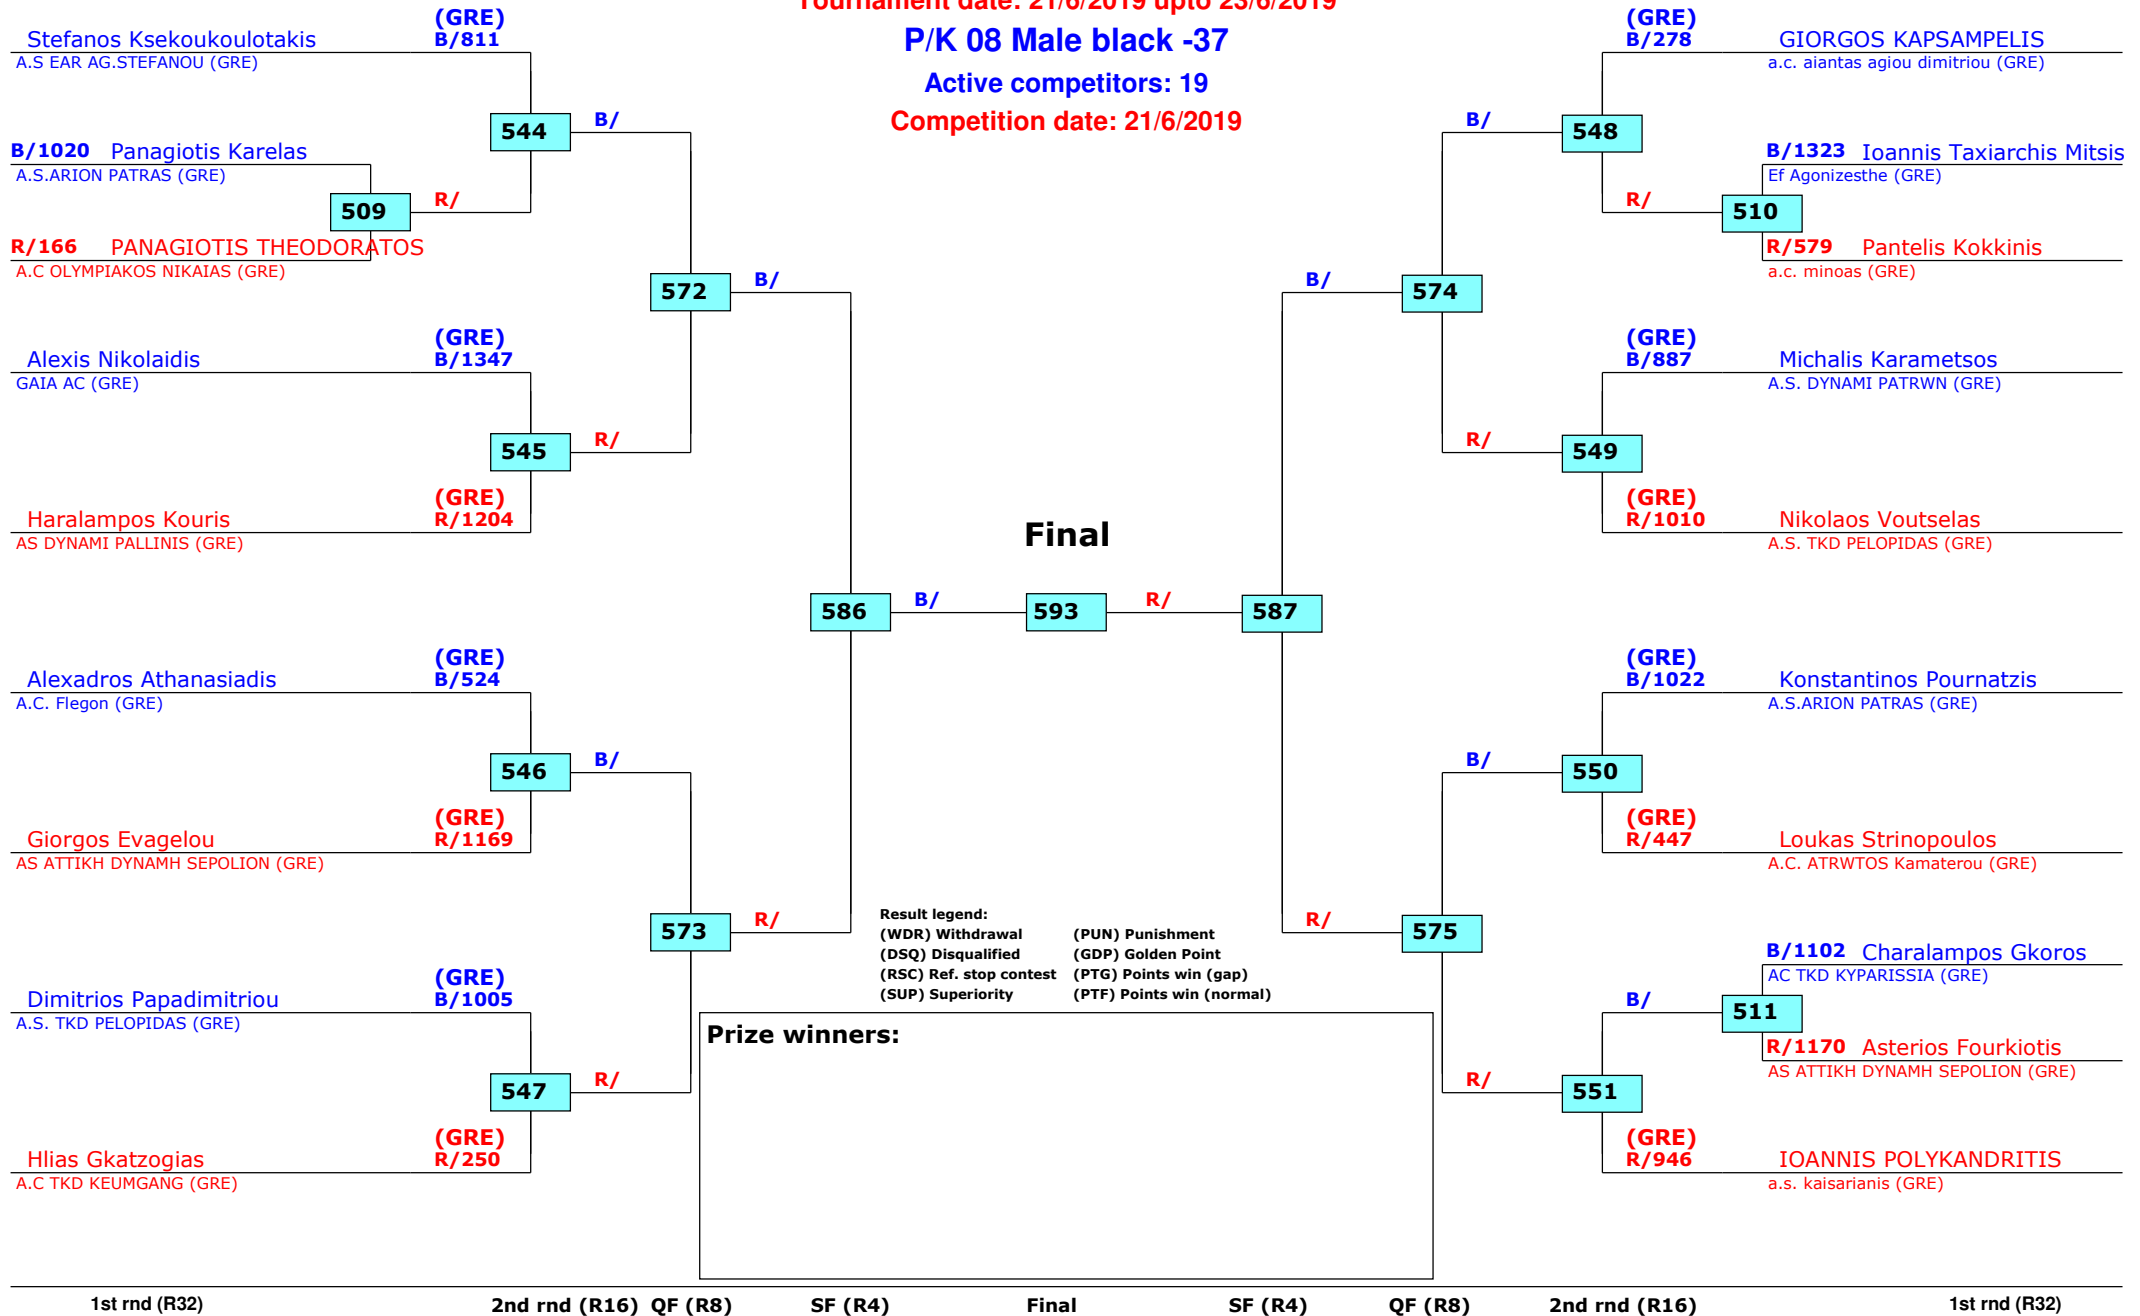 Tournament date: 21/6/2019 upto 23/6/2019
P/K 08 Male black -37
Active competitors: 19
Competition date: 21/6/2019
(GRE)
Stefanos Ksekoukoulotakis B/811
A.S EAR AG.STEFANOU (GRE)
544
B/
B/1020 Panagiotis Karelas
A.S.ARION PATRAS (GRE)
509
R/
R/166 PANAGIOTIS THEODORATOS
A.C OLYMPIAKOS NIKAIAS (GRE)
572
B/
(GRE)
Alexis Nikolaidis B/1347
GAIA AC (GRE)
545
R/
(GRE)
Haralampos Kouris R/1204
AS DYNAMI PALLINIS (GRE)
586
B/
(GRE)
Alexadros Athanasiadis B/524
A.C. Flegon (GRE)
546
B/
(GRE)
Giorgos Evagelou R/1169
AS ATTIKH DYNAMH SEPOLION (GRE)
573
R/
(GRE)
Dimitrios Papadimitriou B/1005
A.S. TKD PELOPIDAS (GRE)
547
R/
(GRE)
Hlias Gkatzogias R/250
A.C TKD KEUMGANG (GRE)
Final
593
(GRE)
B/278 GIORGOS KAPSAMPELIS
a.c. aiantas agiou dimitriou (GRE)
B/
548
B/1323 Ioannis Taxiarchis Mitsis
Ef Agonizesthe (GRE)
R/
510
R/579 Pantelis Kokkinis
a.c. minoas (GRE)
B/
574
(GRE)
B/887 Michalis Karametsos
A.S. DYNAMI PATRWN (GRE)
R/
549
(GRE)
R/1010 Nikolaos Voutselas
A.S. TKD PELOPIDAS (GRE)
R/
587
(GRE)
B/1022 Konstantinos Pournatzis
A.S.ARION PATRAS (GRE)
B/
550
(GRE)
R/447 Loukas Strinopoulos
A.C. ATRWTOS Kamaterou (GRE)
R/
575
B/1102 Charalampos Gkoros
AC TKD KYPARISSIA (GRE)
B/
511
R/1170 Asterios Fourkiotis
AS ATTIKH DYNAMH SEPOLION (GRE)
R/
551
(GRE)
R/946 IOANNIS POLYKANDRITIS
a.s. kaisarianis (GRE)
Result legend:
(WDR) Withdrawal (PUN) Punishment
(DSQ) Disqualified (GDP) Golden Point
(RSC) Ref. stop contest (PTG) Points win (gap)
(SUP) Superiority (PTF) Points win (normal)
Prize winners:
1st rnd (R32) 2nd rnd (R16) QF (R8) SF (R4) Final SF (R4) QF (R8) 2nd rnd (R16) 1st rnd (R32)